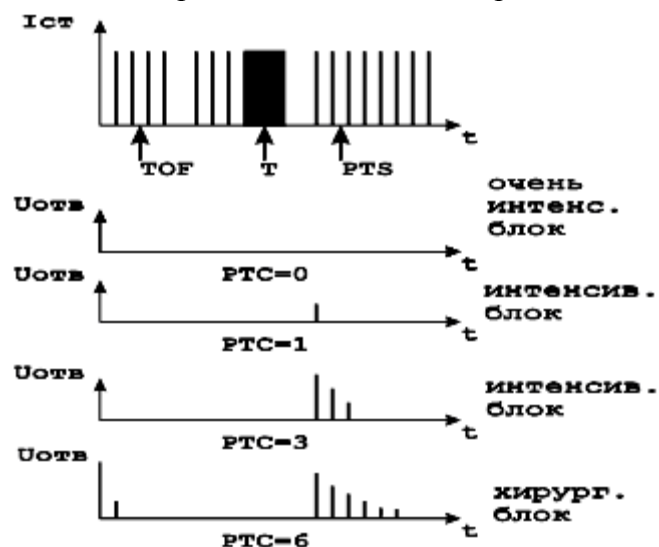 Iст
t
TOF
T
PTS
очень
интенс.
блок
Uотв
t
PTC=0
Uотв
интенсив.
блок
t
PTC=1
Uотв
интенсив.
блок
t
PTC=3
Uотв
хирург.
блок
t
PTC=6